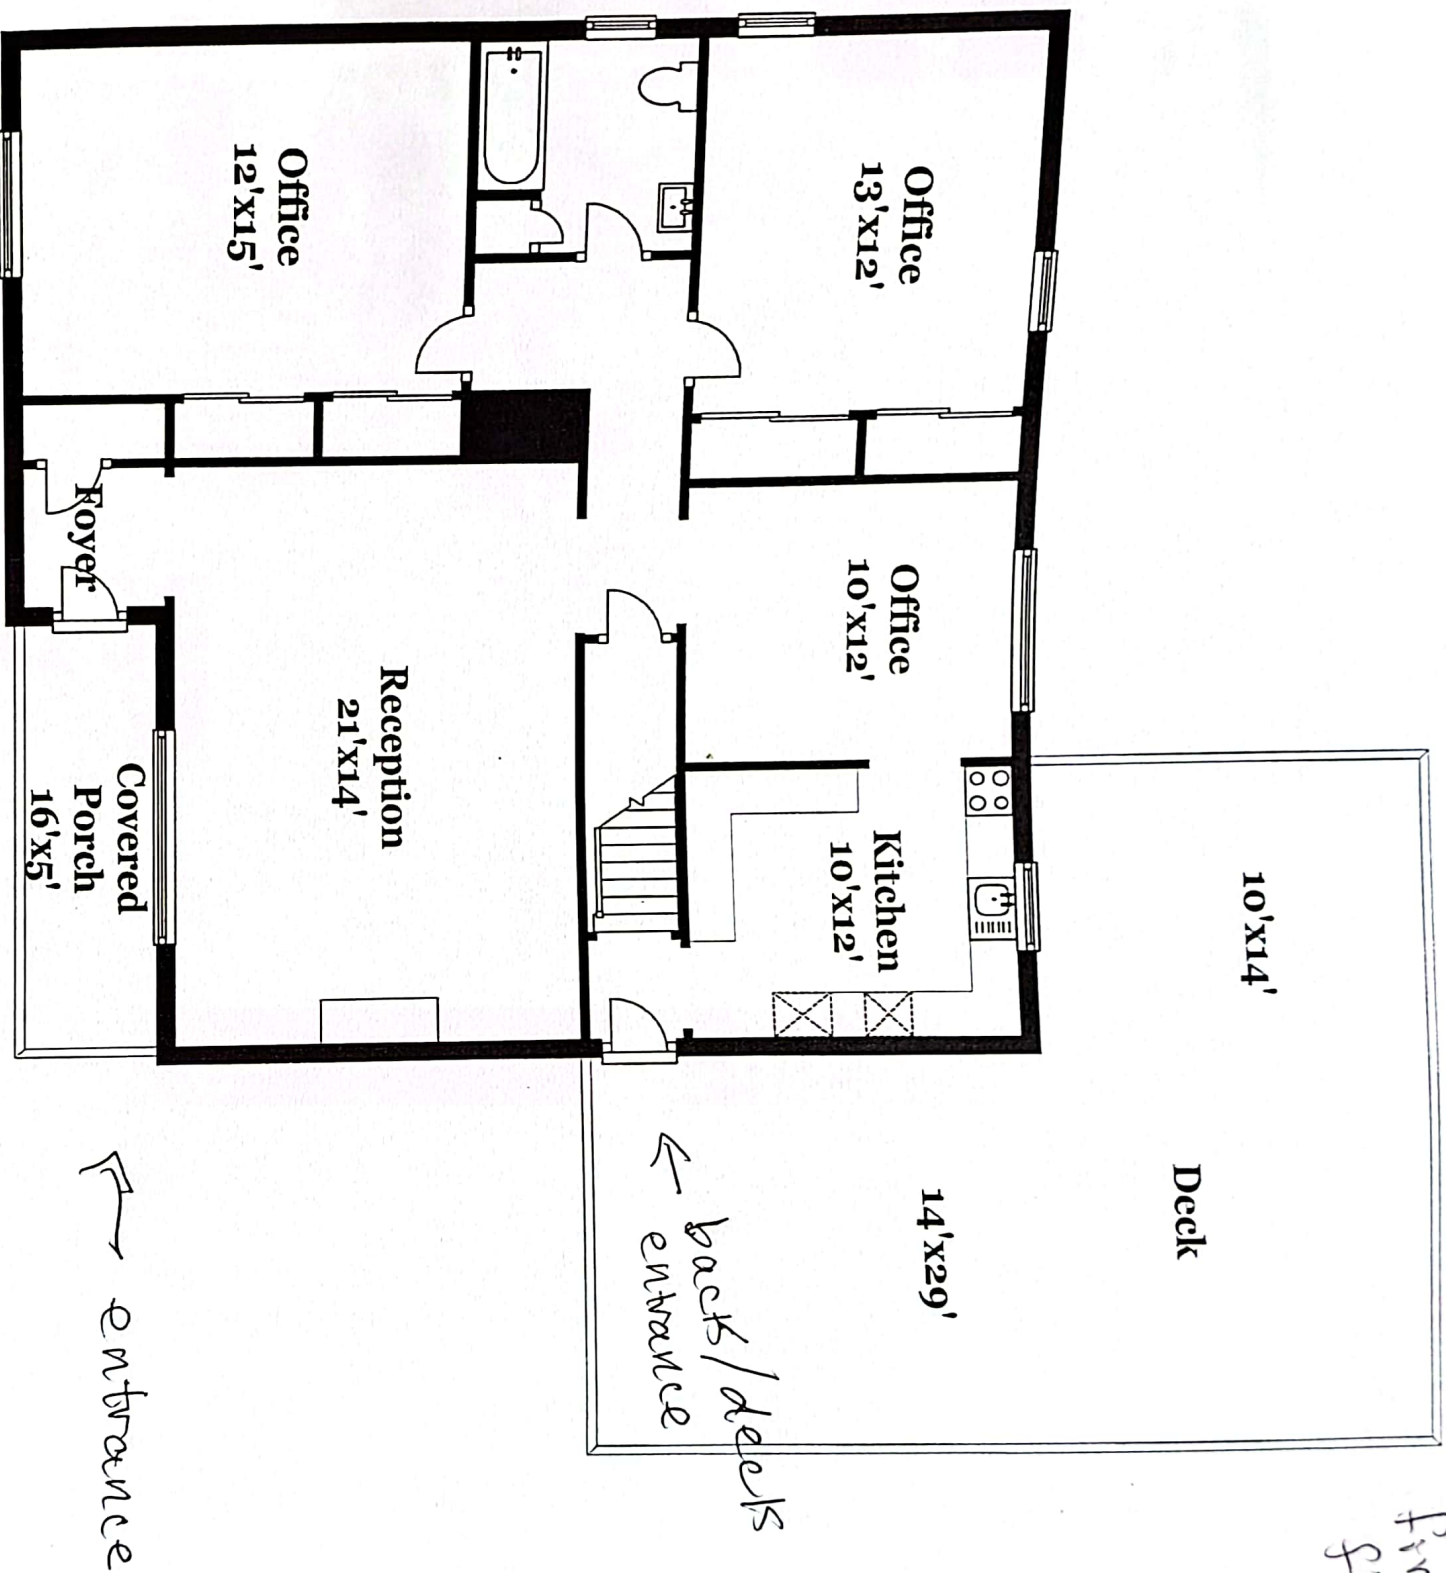 10'x14'
Deck
14'x29'
Office
13'x12'
Office
10'x12'
Kitchen
10'x12'
← back/deck
entrance
Office
12'x15'
Reception
21'x14'
Foyer
Covered
Porch
16'x5'
← entrance